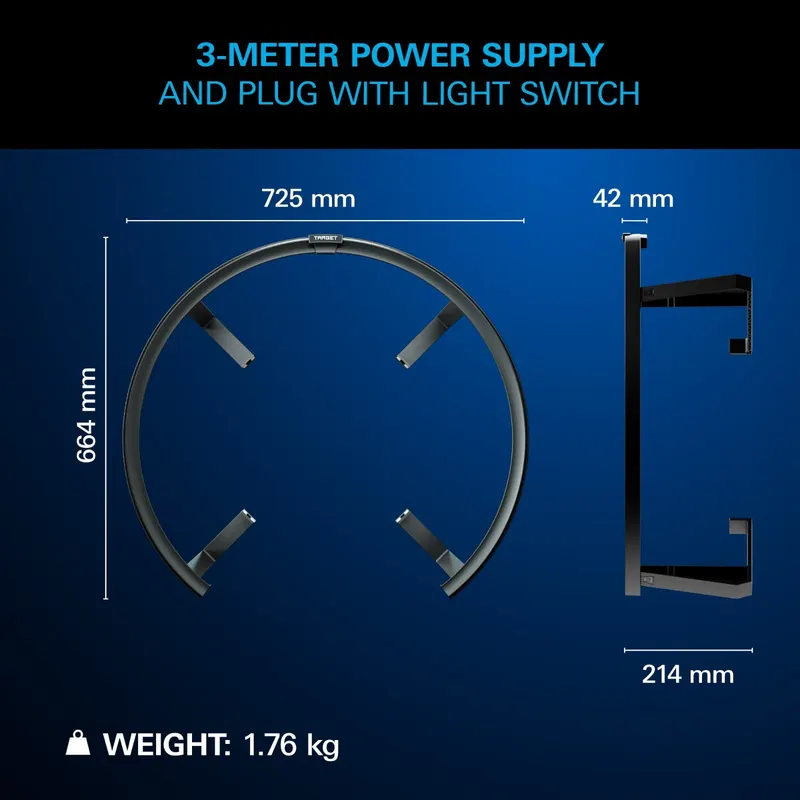 3-METER POWER SUPPLY
AND PLUG WITH LIGHT SWITCH
725 mm
42 mm
TARGET
664 mm
214 mm
WEIGHT: 1.76 kg